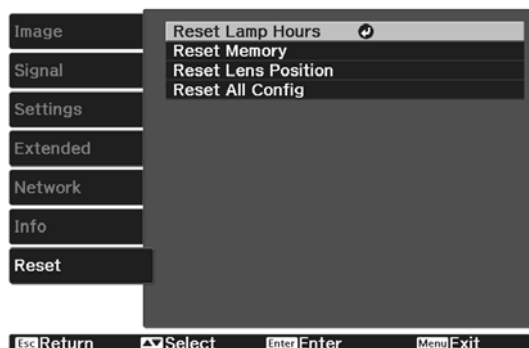 Image
Signal
Settings
Extended
Network
Info
Reset
Reset Lamp Hours
Reset Memory
Reset Lens Position
Reset All Config
Esc Return Select Enter Enter Menu Exit